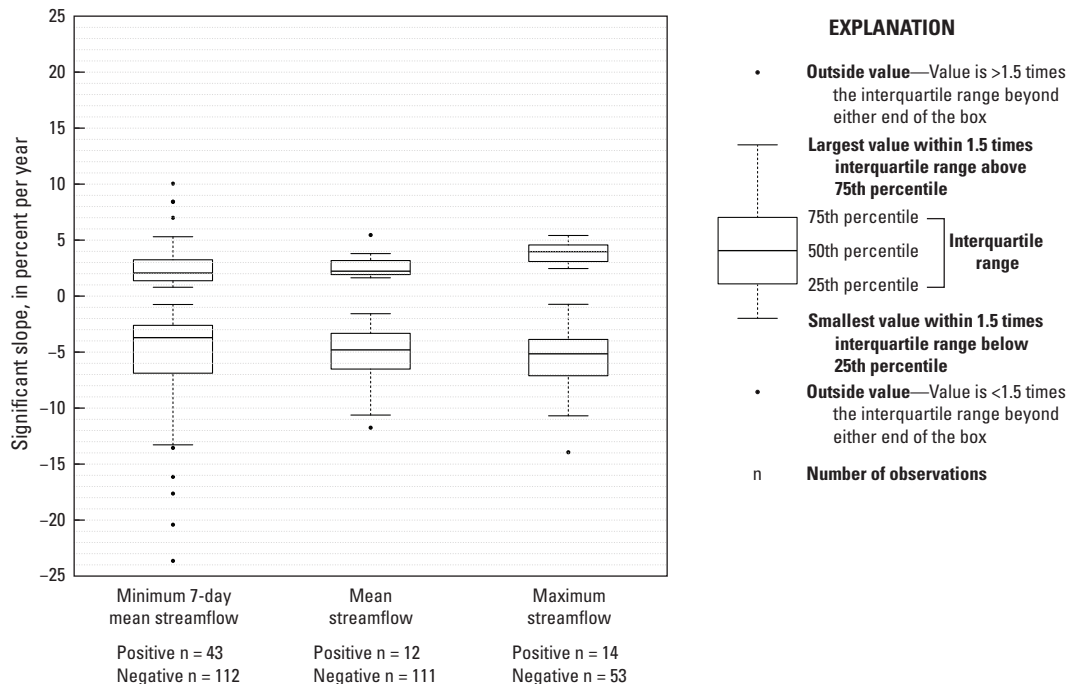 25
20
15
10
5
0
−5
−10
−15
−20
−25
Significant slope, in percent per year
Minimum 7-day
mean streamflow
Positive n = 43
Negative n = 112
Mean
streamflow
Positive n = 12
Negative n = 111
Maximum
streamflow
Positive n = 14
Negative n = 53
EXPLANATION
Outside value—Value is >1.5 times
the interquartile range beyond
either end of the box
Largest value within 1.5 times
interquartile range above
75th percentile
75th percentile
50th percentile
25th percentile
Interquartile
range
Smallest value within 1.5 times
interquartile range below
25th percentile
Outside value—Value is <1.5 times
the interquartile range beyond
either end of the box
n Number of observations